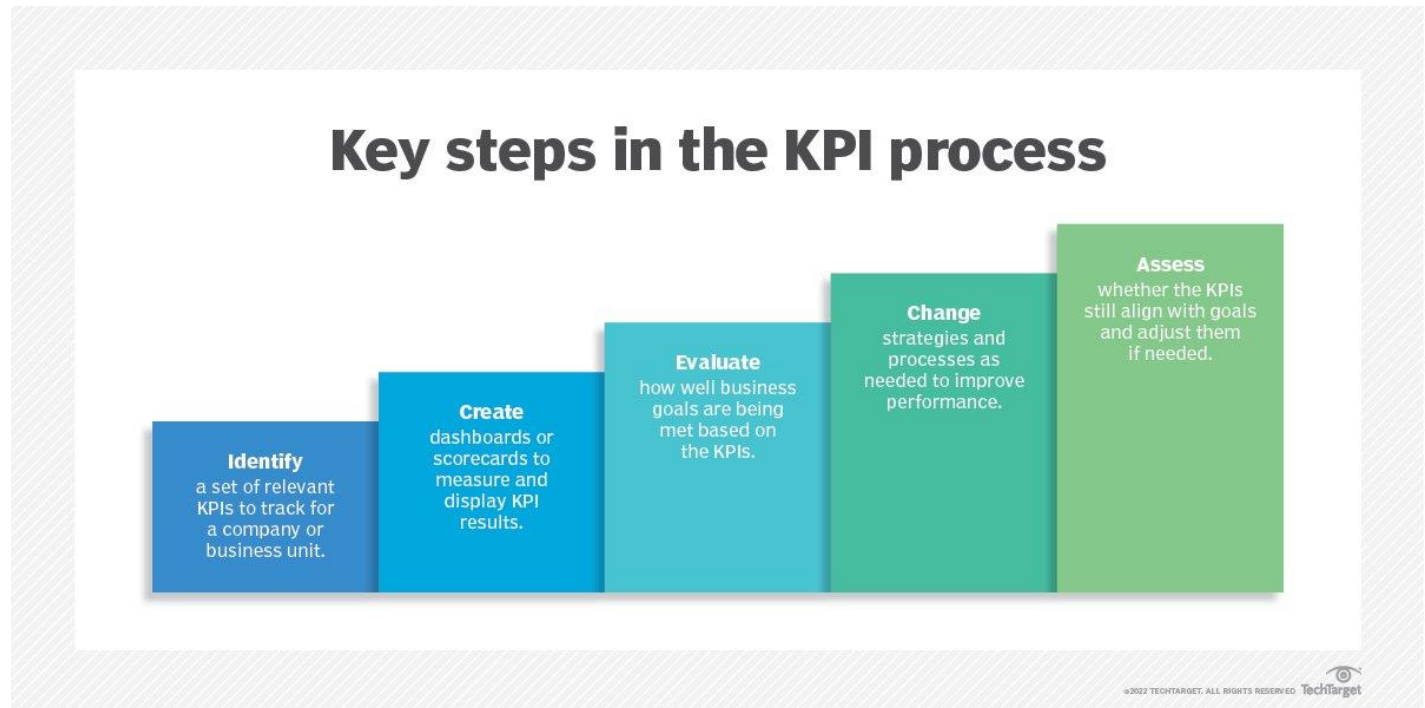 Key steps in the KPI process
Identify
a set of relevant
KPIs to track for
a company or
business unit.
Create
dashboards or
scorecards to
measure and
display KPI
results.
Evaluate
how well business
goals are being
met based on
the KPIs.
Change
strategies and
processes as
needed to improve
performance.
Assess
whether the KPIs
still align with goals
and adjust them
if needed.
©2022 TECHTARGET. ALL RIGHTS RESERVED TechTarget